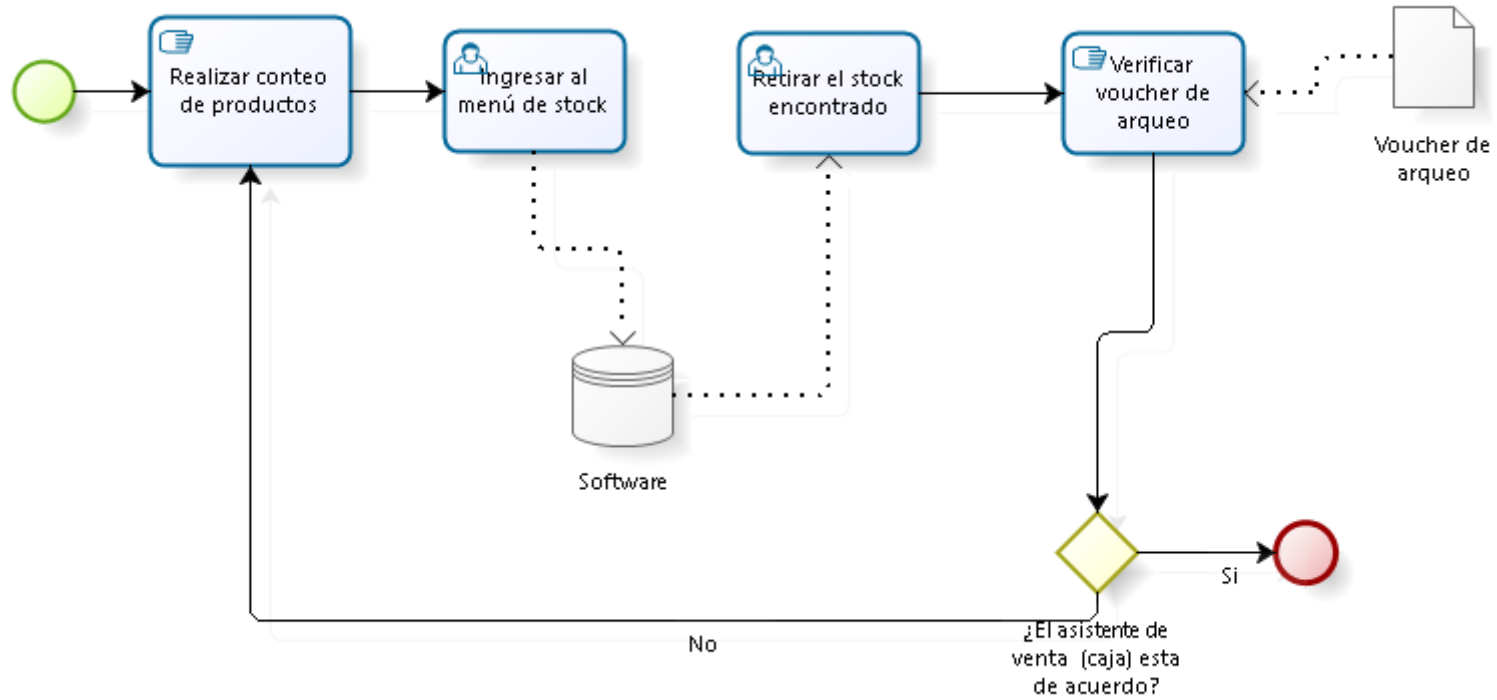 Realizar conteo
de productos
Ingresar al
menú de stock
Retirar el stock
encontrado
Verificar
voucher de
arqueo
Voucher de
arqueo
Software
Si
No
¿El asistente de
venta (caja) esta
de acuerdo?